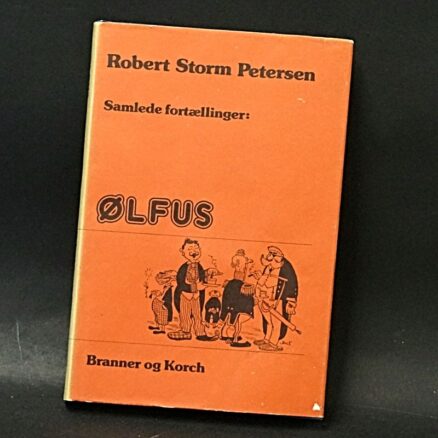 Robert Storm Petersen
Samlede fortællinger:
ØLFUS
Branner og Korch